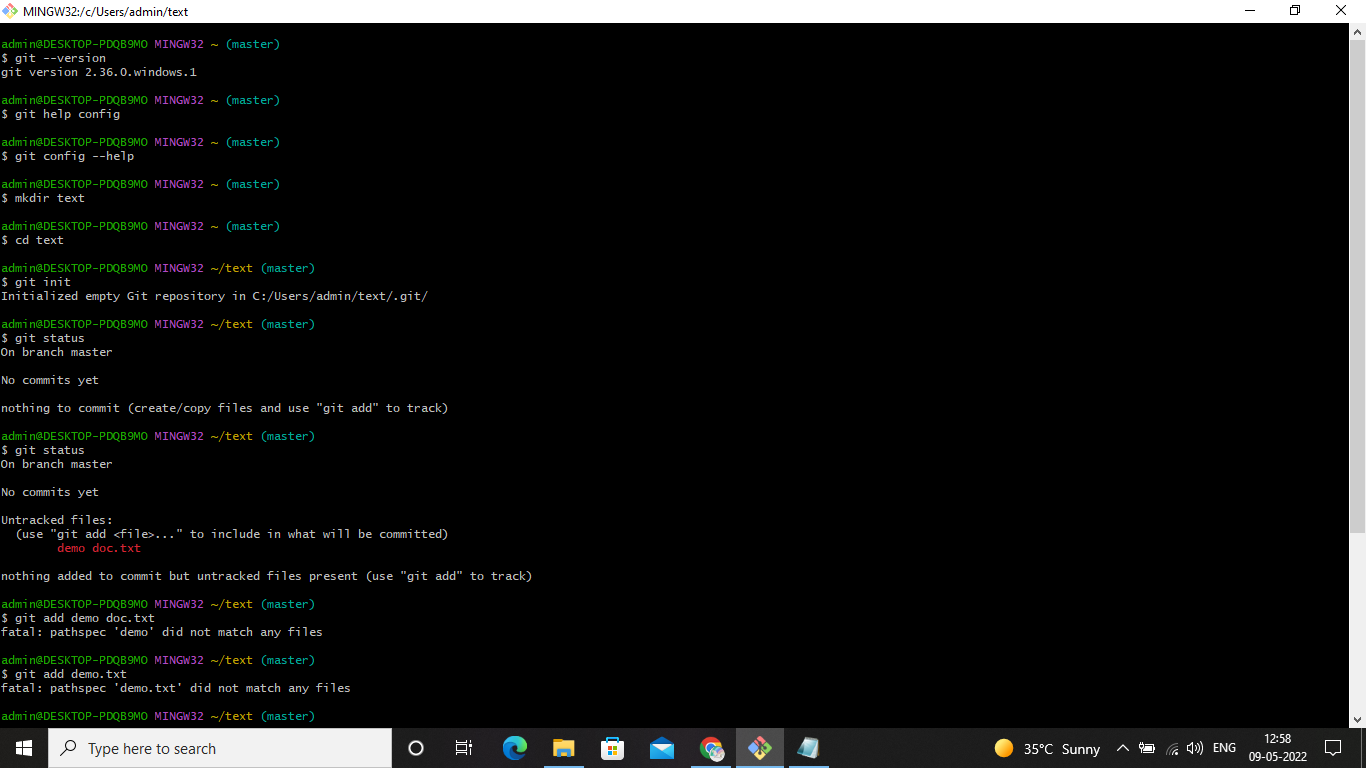 MINGW32:/c/Users/admin/text
admin@DESKTOP-PDQB9MO MINGW32 ~ (master)
$ git --version
git version 2.36.0.windows.1
admin@DESKTOP-PDQB9MO MINGW32 ~ (master)
$ git help config
admin@DESKTOP-PDQB9MO MINGW32 ~ (master)
$ git config --help
admin@DESKTOP-PDQB9MO MINGW32 ~ (master)
$ mkdir text
admin@DESKTOP-PDQB9MO MINGW32 ~ (master)
$ cd text
admin@DESKTOP-PDQB9MO MINGW32 ~/text (master)
$ git init
Initialized empty Git repository in C:/Users/admin/text/.git/
admin@DESKTOP-PDQB9MO MINGW32 ~/text (master)
$ git status
On branch master
No commits yet
nothing to commit (create/copy files and use "git add" to track)
admin@DESKTOP-PDQB9MO MINGW32 ~/text (master)
$ git status
On branch master
No commits yet
Untracked files:
  (use "git add <file>..." to include in what will be committed)
        demo doc.txt
nothing added to commit but untracked files present (use "git add" to track)
admin@DESKTOP-PDQB9MO MINGW32 ~/text (master)
$ git add demo doc.txt
fatal: pathspec 'demo' did not match any files
admin@DESKTOP-PDQB9MO MINGW32 ~/text (master)
$ git add demo.txt
fatal: pathspec 'demo.txt' did not match any files
admin@DESKTOP-PDQB9MO MINGW32 ~/text (master)
Type here to search
35°C Sunny
ENG
12:58
09-05-2022